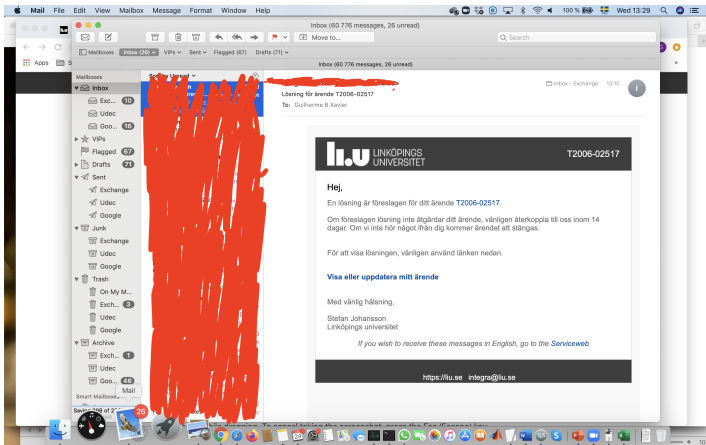 Mail File Edit View Mailbox Message Format Window Help
100% Wed 13:29
Inbox (60 776 messages, 26 unread)
Move to...
Search
Mailboxes Inbox (26) VIPs Sent Flagged (67) Drafts (71)
Inbox (60 776 messages, 26 unread)
Apps
Mailboxes
Inbox
Exc... 10
Udec
Goo... 16
VIPs
Flagged 67
Drafts 71
Sent
Exchange
Udec
Google
Junk
Exchange
Udec
Google
Trash
On My M...
Exch... 3
Udec
Google
Archive
Exch... 1
Udec
Goo... 46
Smart Mailboxes
Mail
26
Inbox - Exchange 13:10
I
Lösning för ärende T2006-02517
To: Guilherme B Xavier
li.u LINKÖPINGS
UNIVERSITET
T2006-02517
Hej,
En lösning är föreslagen för ditt ärende T2006-02517.
Om föreslagen lösning inte åtgärdar ditt ärende, vänligen återkoppla till oss inom 14
dagar. Om vi inte hör något ifrån dig kommer ärendet att stängas.
För att visa lösningen, vänligen använd länken nedan.
Visa eller uppdatera mitt ärende
Med vänlig hälsning,
Stefan Johansson
Linköpings universitet
If you wish to receive these messages in English, go to the Serviceweb
https://liu.se integra@liu.se